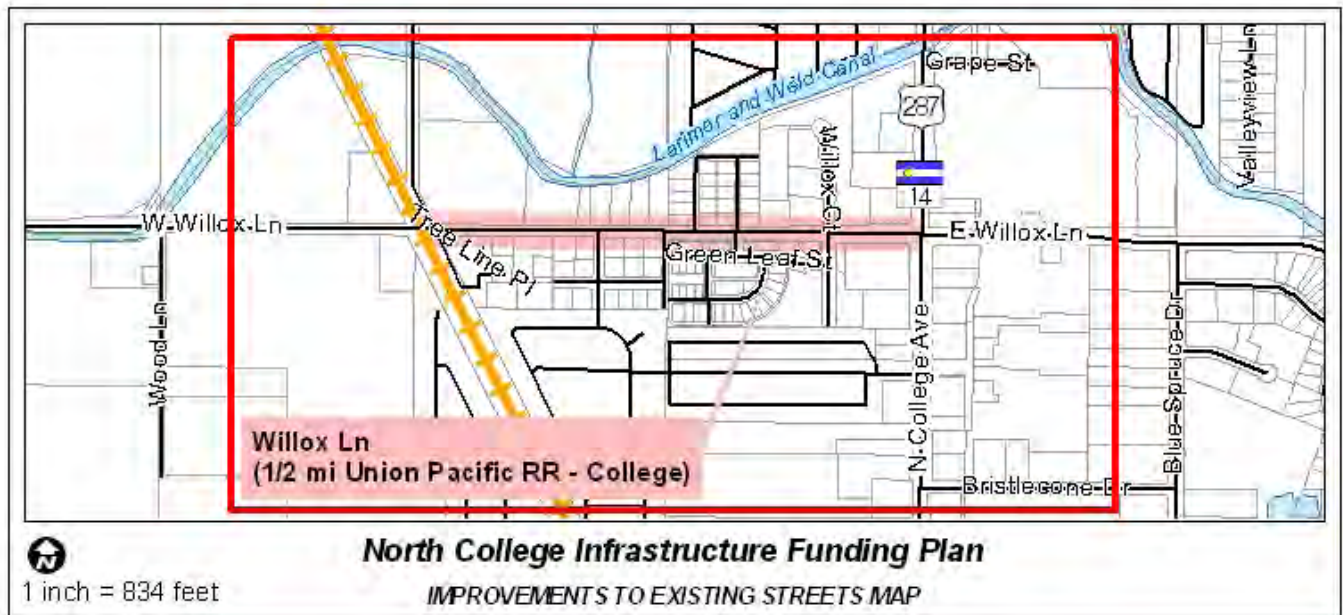 Grape St
287
Larimer and Weld Canal
Valleyview Ln
Willox Ct
14
W Willox Ln
E Willox Ln
Tree Line Pl
Green Leaf St
Wood Ln
N College Ave
Blue Spruce Dr
Willox Ln
(1/2 mi Union Pacific RR - College)
Bristlecone Dr
N
North College Infrastructure Funding Plan
1 inch = 834 feet
IMPROVEMENTS TO EXISTING STREETS MAP